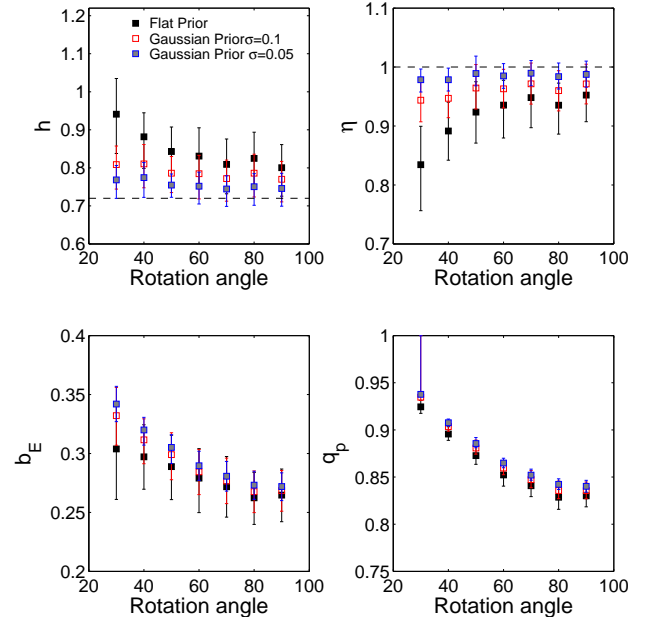 1.2
1.1
1
0.9
0.8
0.7
0.6
h
20 40 60 80 100
Rotation angle
Flat Prior
Gaussian Priorσ=0.1
Gaussian Prior σ=0.05
1.1
1
0.9
0.8
0.7
η
20 40 60 80 100
Rotation angle
0.4
0.35
0.3
0.25
0.2
b_E
20 40 60 80 100
Rotation angle
1
0.95
0.9
0.85
0.8
0.75
q_p
20 40 60 80 100
Rotation angle